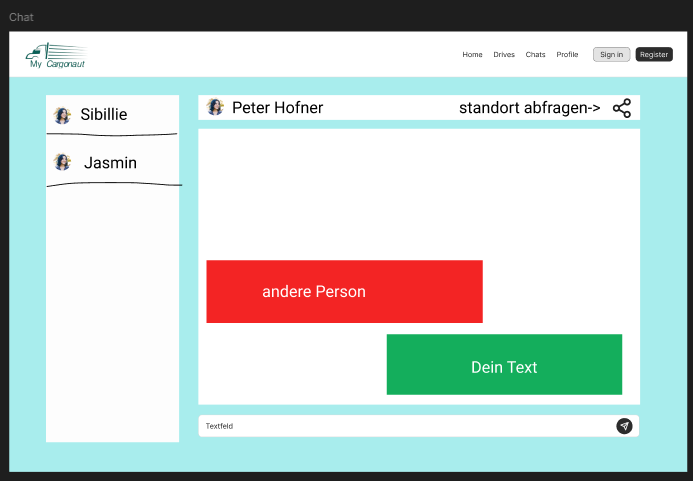 Chat
My Cargonaut
Home Drives Chats Profile Sign in Register
Sibillie
Jasmin
Peter Hofner standort abfragen->
andere Person
Dein Text
Textfeld